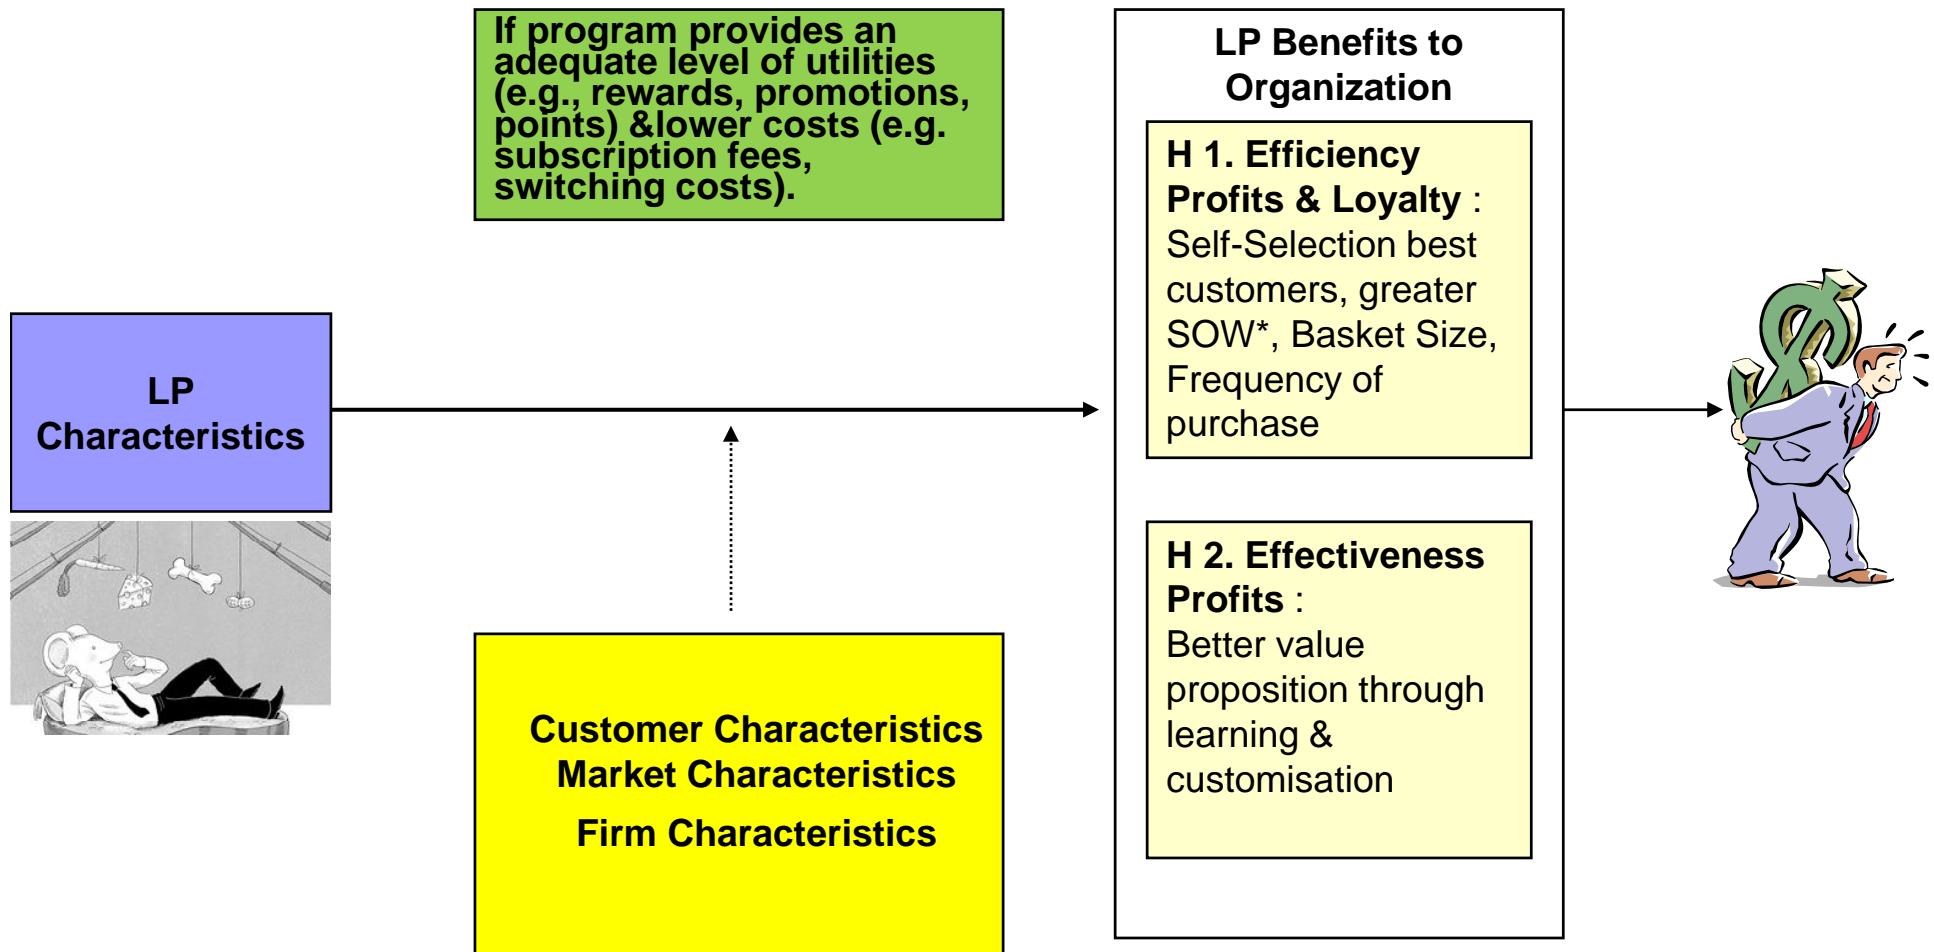 If program provides an
adequate level of utilities
(e.g., rewards, promotions,
points) &lower costs (e.g.
subscription fees,
switching costs).
LP
Characteristics
Customer Characteristics
Market Characteristics
Firm Characteristics
LP Benefits to
Organization
H 1. Efficiency
Profits & Loyalty :
Self-Selection best
customers, greater
SOW*, Basket Size,
Frequency of
purchase
H 2. Effectiveness
Profits :
Better value
proposition through
learning &
customisation